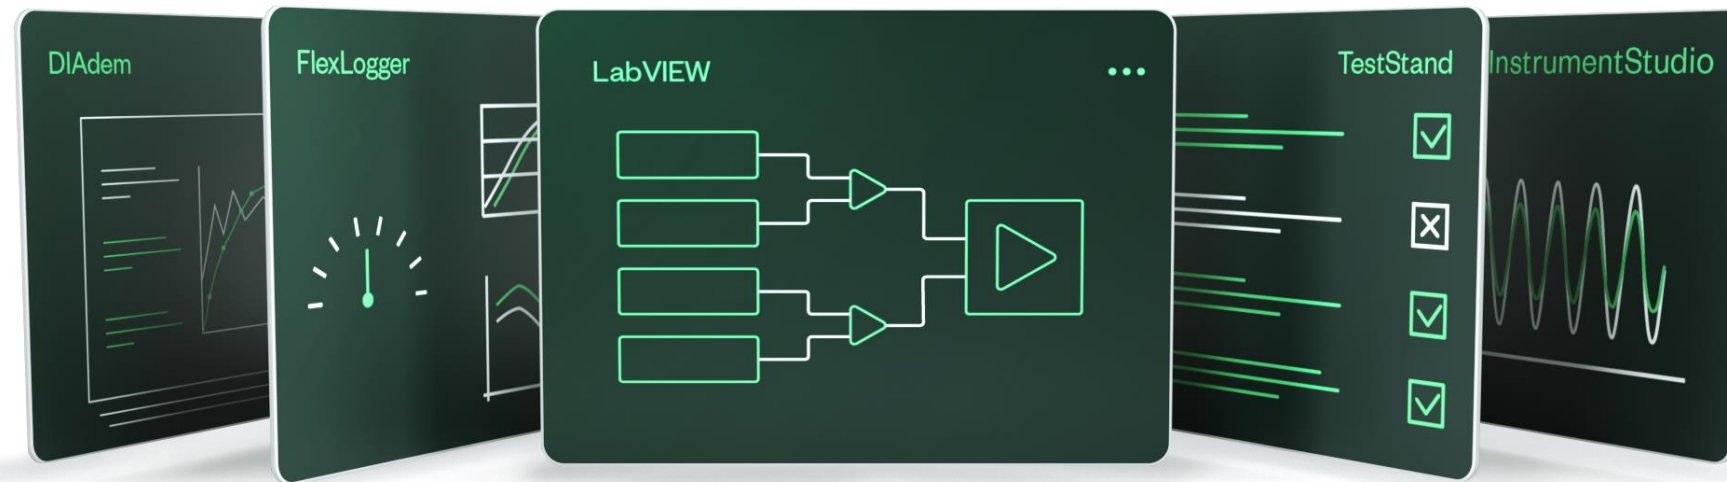 DIAdem
FlexLogger
LabVIEW
TestStand
InstrumentStudio